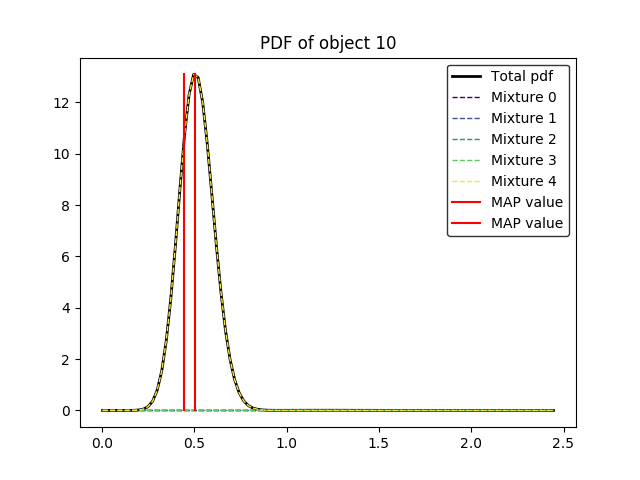 PDF of object 10
Total pdf
Mixture 0
Mixture 1
Mixture 2
Mixture 3
Mixture 4
MAP value
MAP value
12
10
8
6
4
2
0
0.0 0.5 1.0 1.5 2.0 2.5